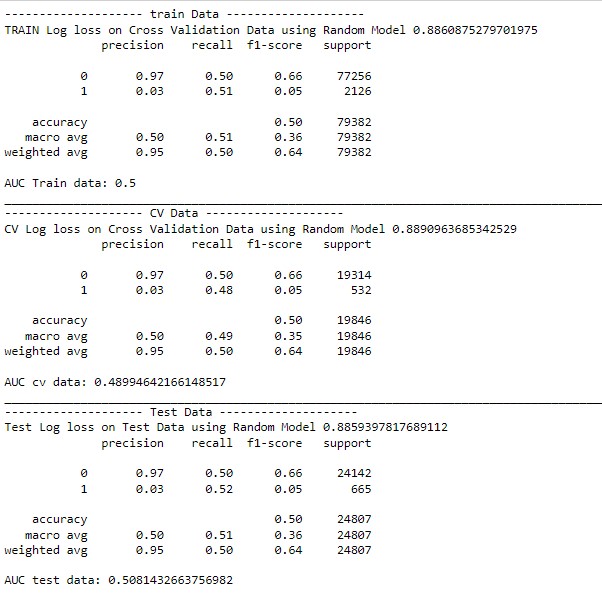 ------------------- train Data -------------------
TRAIN Log loss on Cross Validation Data using Random Model 0.8860875279701975
precision recall f1-score support
0 0.97 0.50 0.66 77256
1 0.03 0.51 0.05 2126
accuracy 0.50 79382
macro avg 0.50 0.51 0.36 79382
weighted avg 0.95 0.50 0.64 79382
AUC Train data: 0.5
------------------- CV Data -------------------
CV Log loss on Cross Validation Data using Random Model 0.8890963685342529
precision recall f1-score support
0 0.97 0.50 0.66 19314
1 0.03 0.48 0.05 532
accuracy 0.50 19846
macro avg 0.50 0.49 0.35 19846
weighted avg 0.95 0.50 0.64 19846
AUC cv data: 0.48994642166148517
------------------- Test Data -------------------
Test Log loss on Test Data using Random Model 0.8859397817689112
precision recall f1-score support
0 0.97 0.50 0.66 24142
1 0.03 0.52 0.05 665
accuracy 0.50 24807
macro avg 0.50 0.51 0.36 24807
weighted avg 0.95 0.50 0.64 24807
AUC test data: 0.5081432663756982